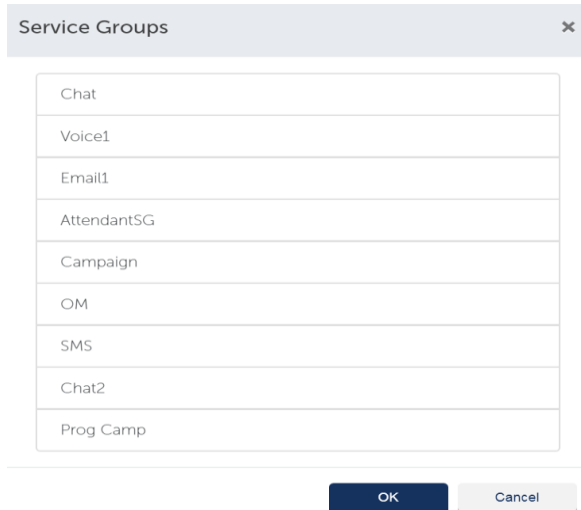 Service Groups
Chat
Voice1
Email1
AttendantSG
Campaign
OM
SMS
Chat2
Prog Camp
OK Cancel